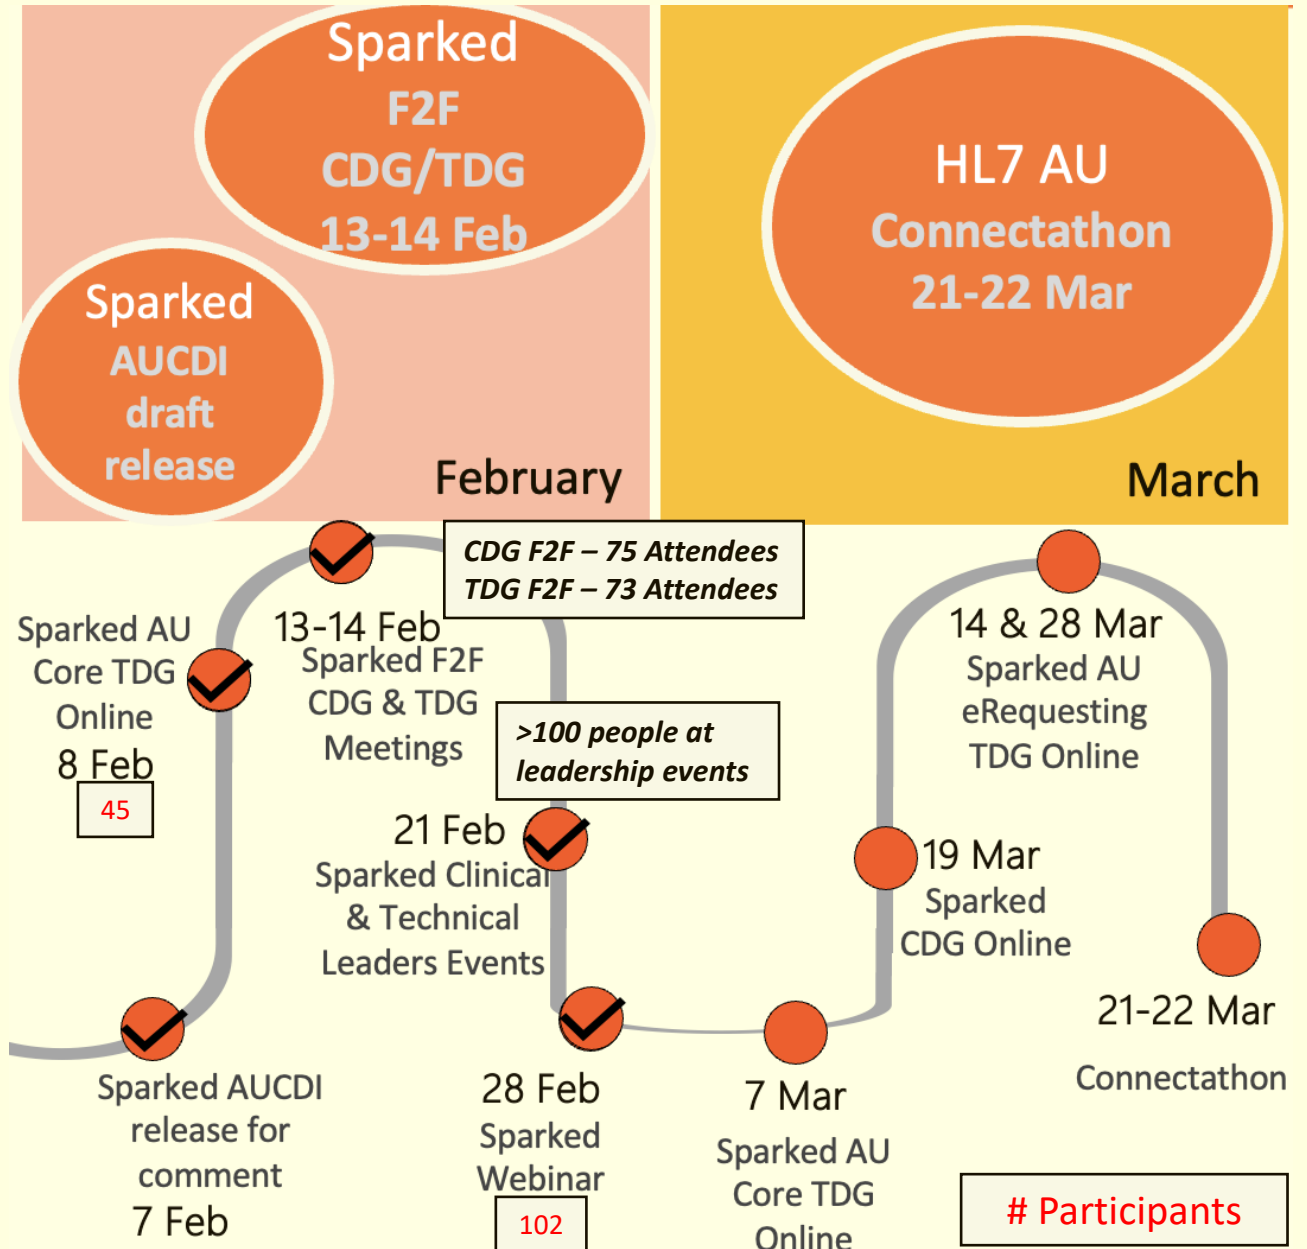 Sparked
F2F
CDG/TDG
13-14 Feb
Sparked
AUCDI
draft
release
February
HL7 AU
Connectathon
21-22 Mar
March
CDG F2F – 75 Attendees
TDG F2F – 73 Attendees
Sparked AU
Core TDG
Online
8 Feb
45
13-14 Feb
Sparked F2F
CDG & TDG
Meetings
>100 people at
leadership events
21 Feb
Sparked Clinical
& Technical
Leaders Events
14 & 28 Mar
Sparked AU
eRequesting
TDG Online
19 Mar
Sparked
CDG Online
21-22 Mar
Connectathon
Sparked AUCDI
release for
comment
7 Feb
28 Feb
Sparked
Webinar
102
7 Mar
Sparked AU
Core TDG
Online
# Participants